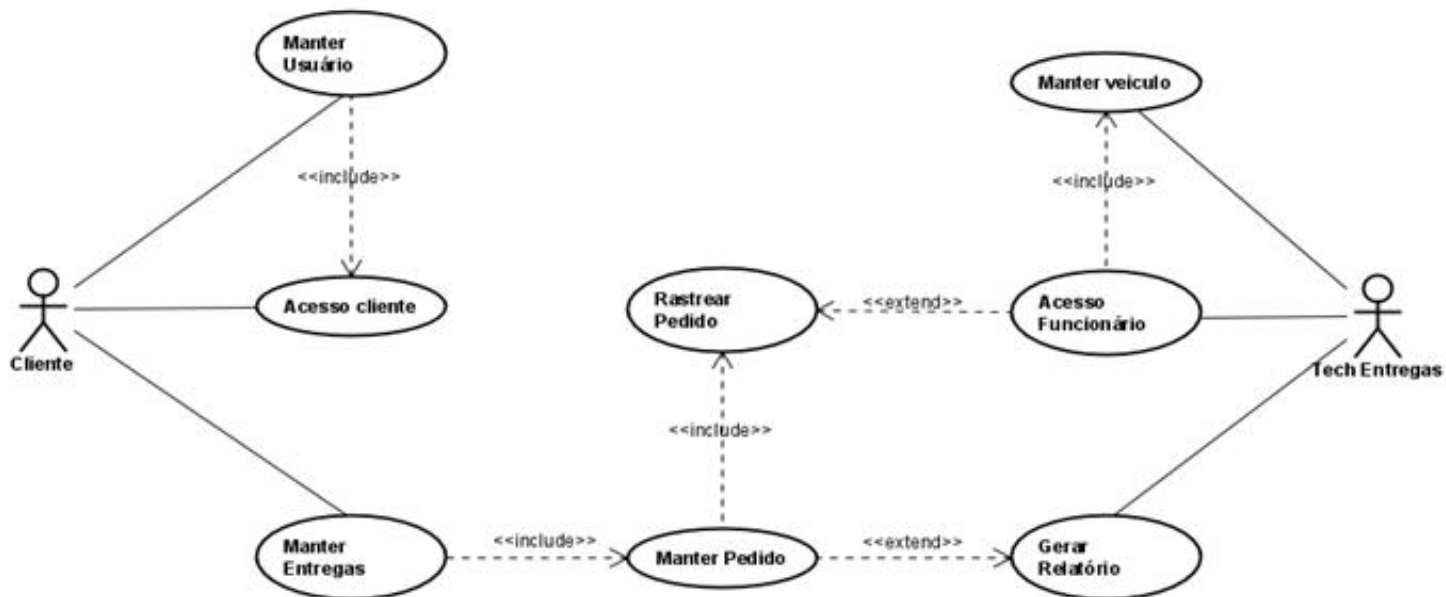 Manter
Usuário
Manter veiculo
<<include>>
<<include>>
Acesso cliente
Rastrear
Pedido
<<extend>>
Acesso
Funcionário
Cliente
Tech Entregas
<<include>>
Manter
Entregas
<<include>>
Manter Pedido
<<extend>>
Gerar
Relatório